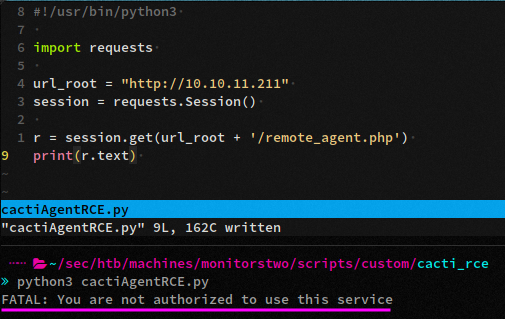 8 #!/usr/bin/python3
7
6 import requests
5
4 url_root = "http://10.10.11.211"
3 session = requests.Session()
2
1 r = session.get(url_root + '/remote_agent.php')
9 print(r.text)
~
~
cactiAgentRCE.py
"cactiAgentRCE.py" 9L, 162C written
~/sec/htb/machines/monitorstwo/scripts/custom/cacti_rce
» python3 cactiAgentRCE.py
FATAL: You are not authorized to use this service